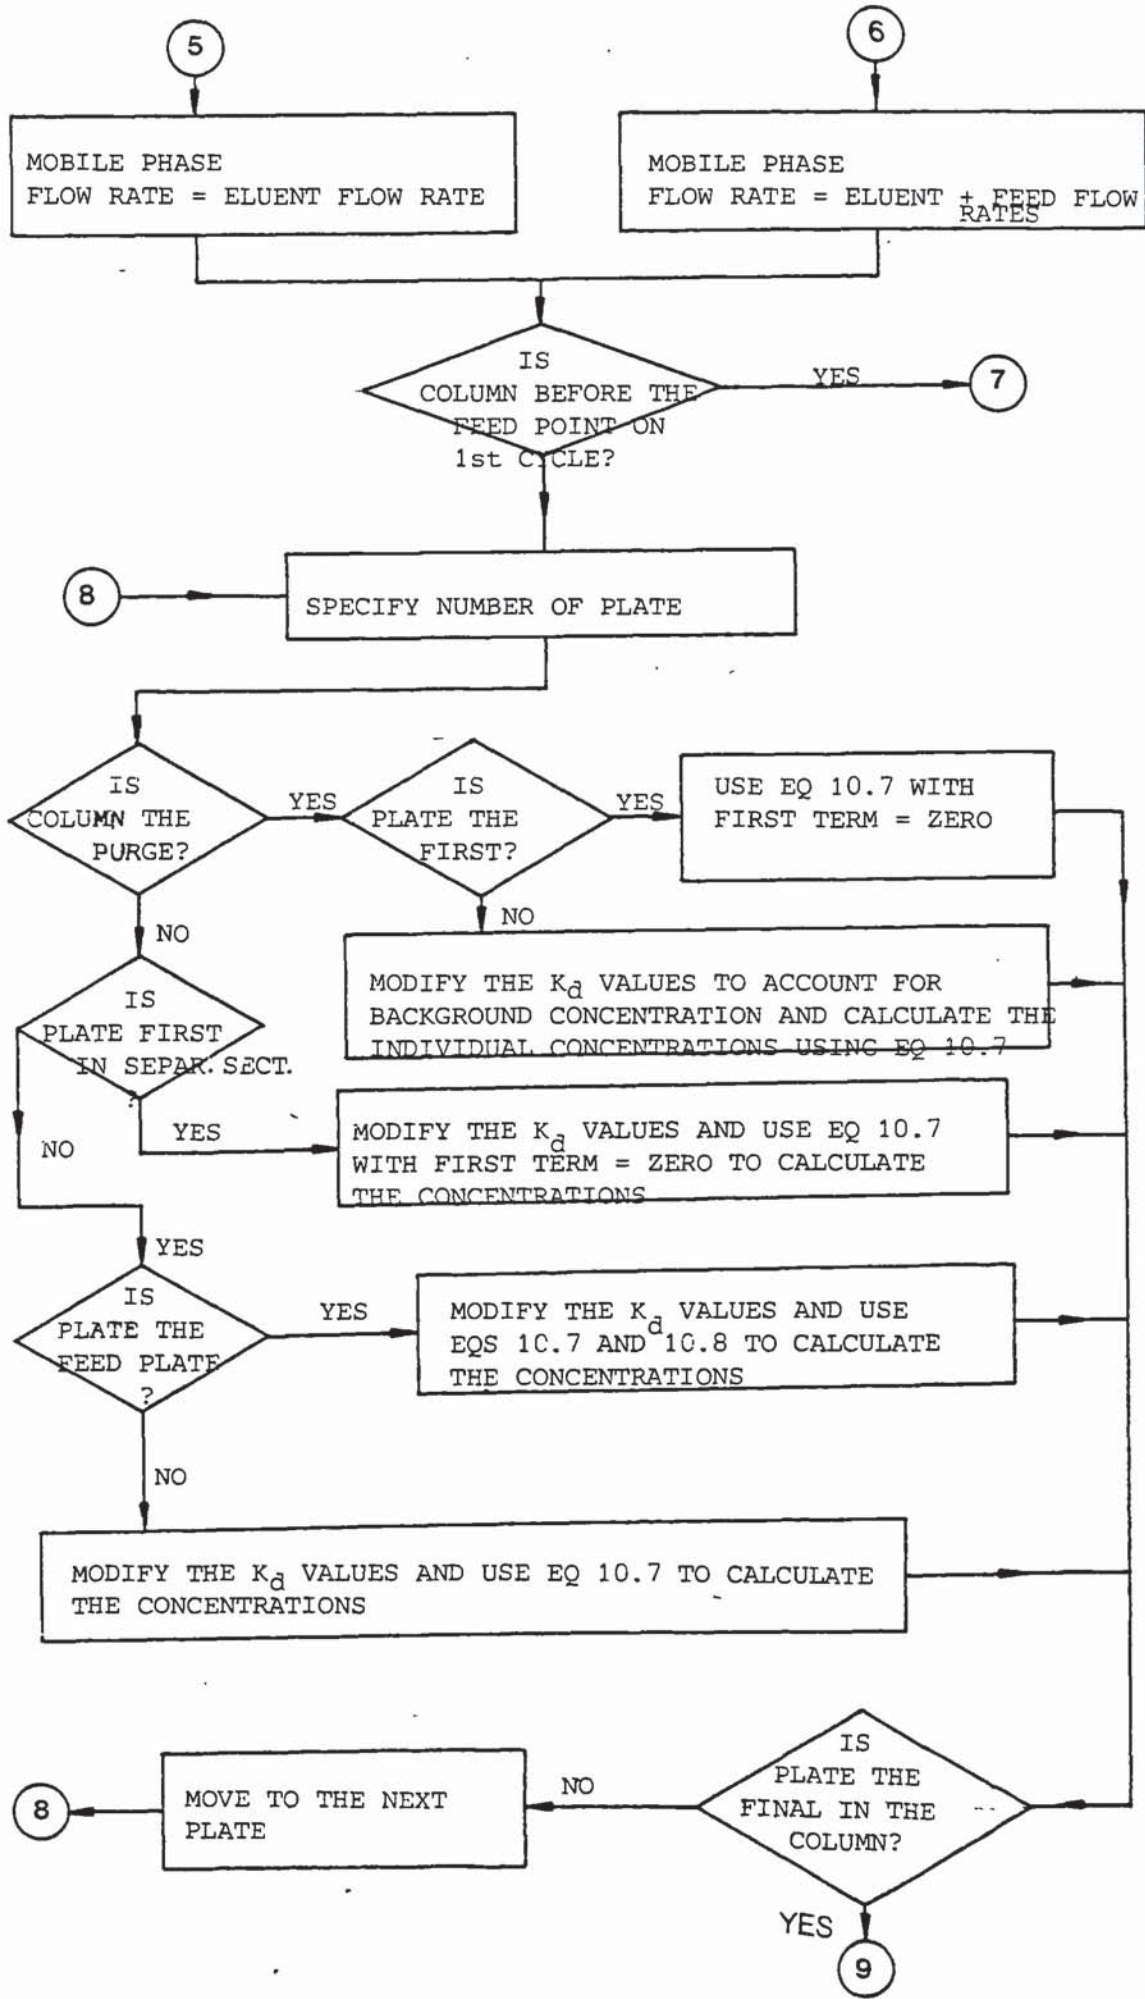 5
6
MOBILE PHASE
FLOW RATE = ELUENT FLOW RATE
MOBILE PHASE
FLOW RATE = ELUENT + FEED FLOW
RATES
IS
COLUMN BEFORE THE
FEED POINT ON
1st CYCLE?
YES
7
8
SPECIFY NUMBER OF PLATE
IS
COLUMN THE
PURGE?
YES
IS
PLATE THE
FIRST?
YES
USE EQ 10.7 WITH
FIRST TERM = ZERO
NO
NO
MODIFY THE Kd VALUES TO ACCOUNT FOR
BACKGROUND CONCENTRATION AND CALCULATE THE
INDIVIDUAL CONCENTRATIONS USING EQ 10.7
IS
PLATE FIRST
IN SEPAR. SECT.
?
NO
YES
MODIFY THE Kd VALUES AND USE EQ 10.7
WITH FIRST TERM = ZERO TO CALCULATE
THE CONCENTRATIONS
YES
IS
PLATE THE
FEED PLATE
?
YES
MODIFY THE Kd VALUES AND USE
EQS 10.7 AND 10.8 TO CALCULATE
THE CONCENTRATIONS
NO
MODIFY THE Kd VALUES AND USE EQ 10.7 TO CALCULATE
THE CONCENTRATIONS
IS
PLATE THE
FINAL IN THE
COLUMN?
NO
MOVE TO THE NEXT
PLATE
8
YES
9